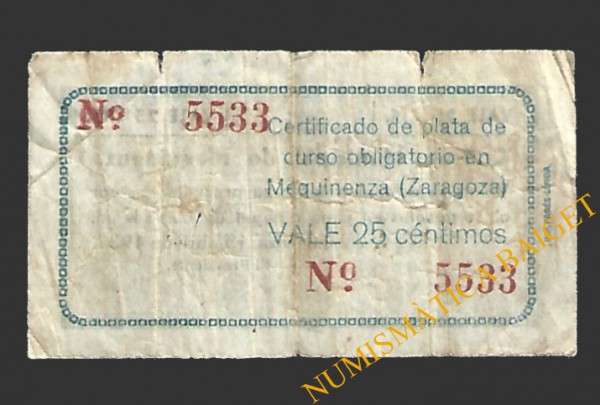 Nº 5533
Certificado de plata de
curso obligatorio en
Mequinenza (Zaragoza)
VALE 25 céntimos
Nº 5533
NUMISMÀTICA BAIGET